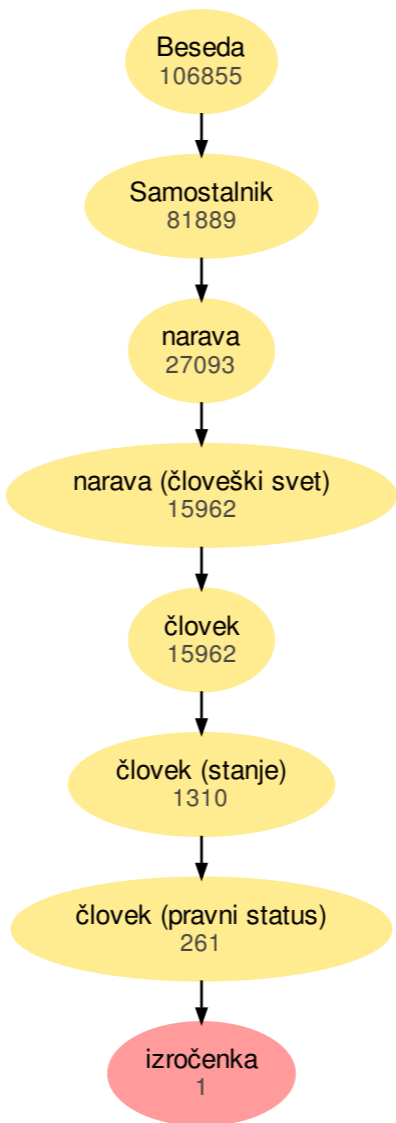 Beseda
106855
Samostalnik
81889
narava
27093
narava (človeški svet)
15962
človek
15962
človek (stanje)
1310
človek (pravni status)
261
izročenka
1